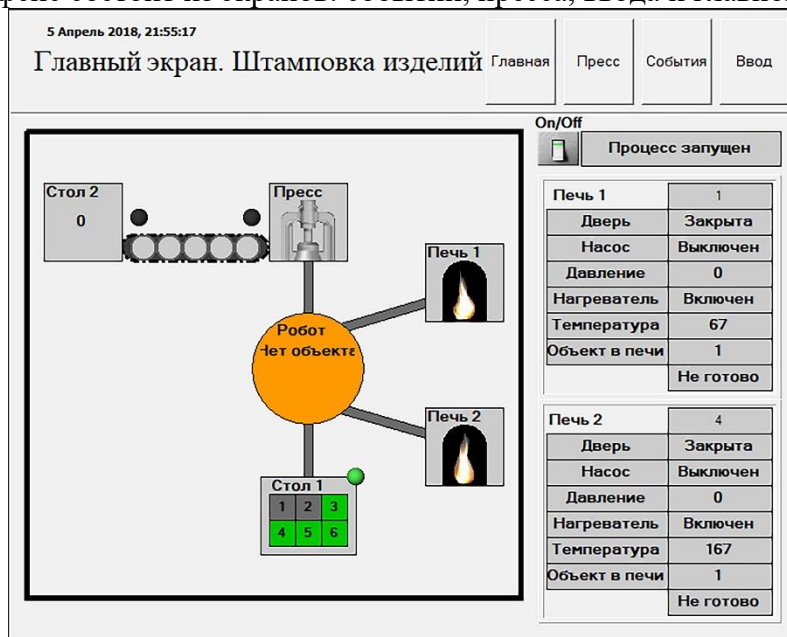 5 Апрель 2018, 21:55:17
Главный экран. Штамповка изделий
Главная
Пресс
События
Ввод
On/Off
Процесс запущен
Стол 2
0
Пресс
Печь 1
Робот
Нет объекта
Печь 2
Стол 1
1 2 3
4 5 6
Печь 1 1
Дверь Закрыта
Насос Выключен
Давление 0
Нагреватель Включен
Температура 67
Объект в печи 1
Не готово
Печь 2 4
Дверь Закрыта
Насос Выключен
Давление 0
Нагреватель Включен
Температура 167
Объект в печи 1
Не готово